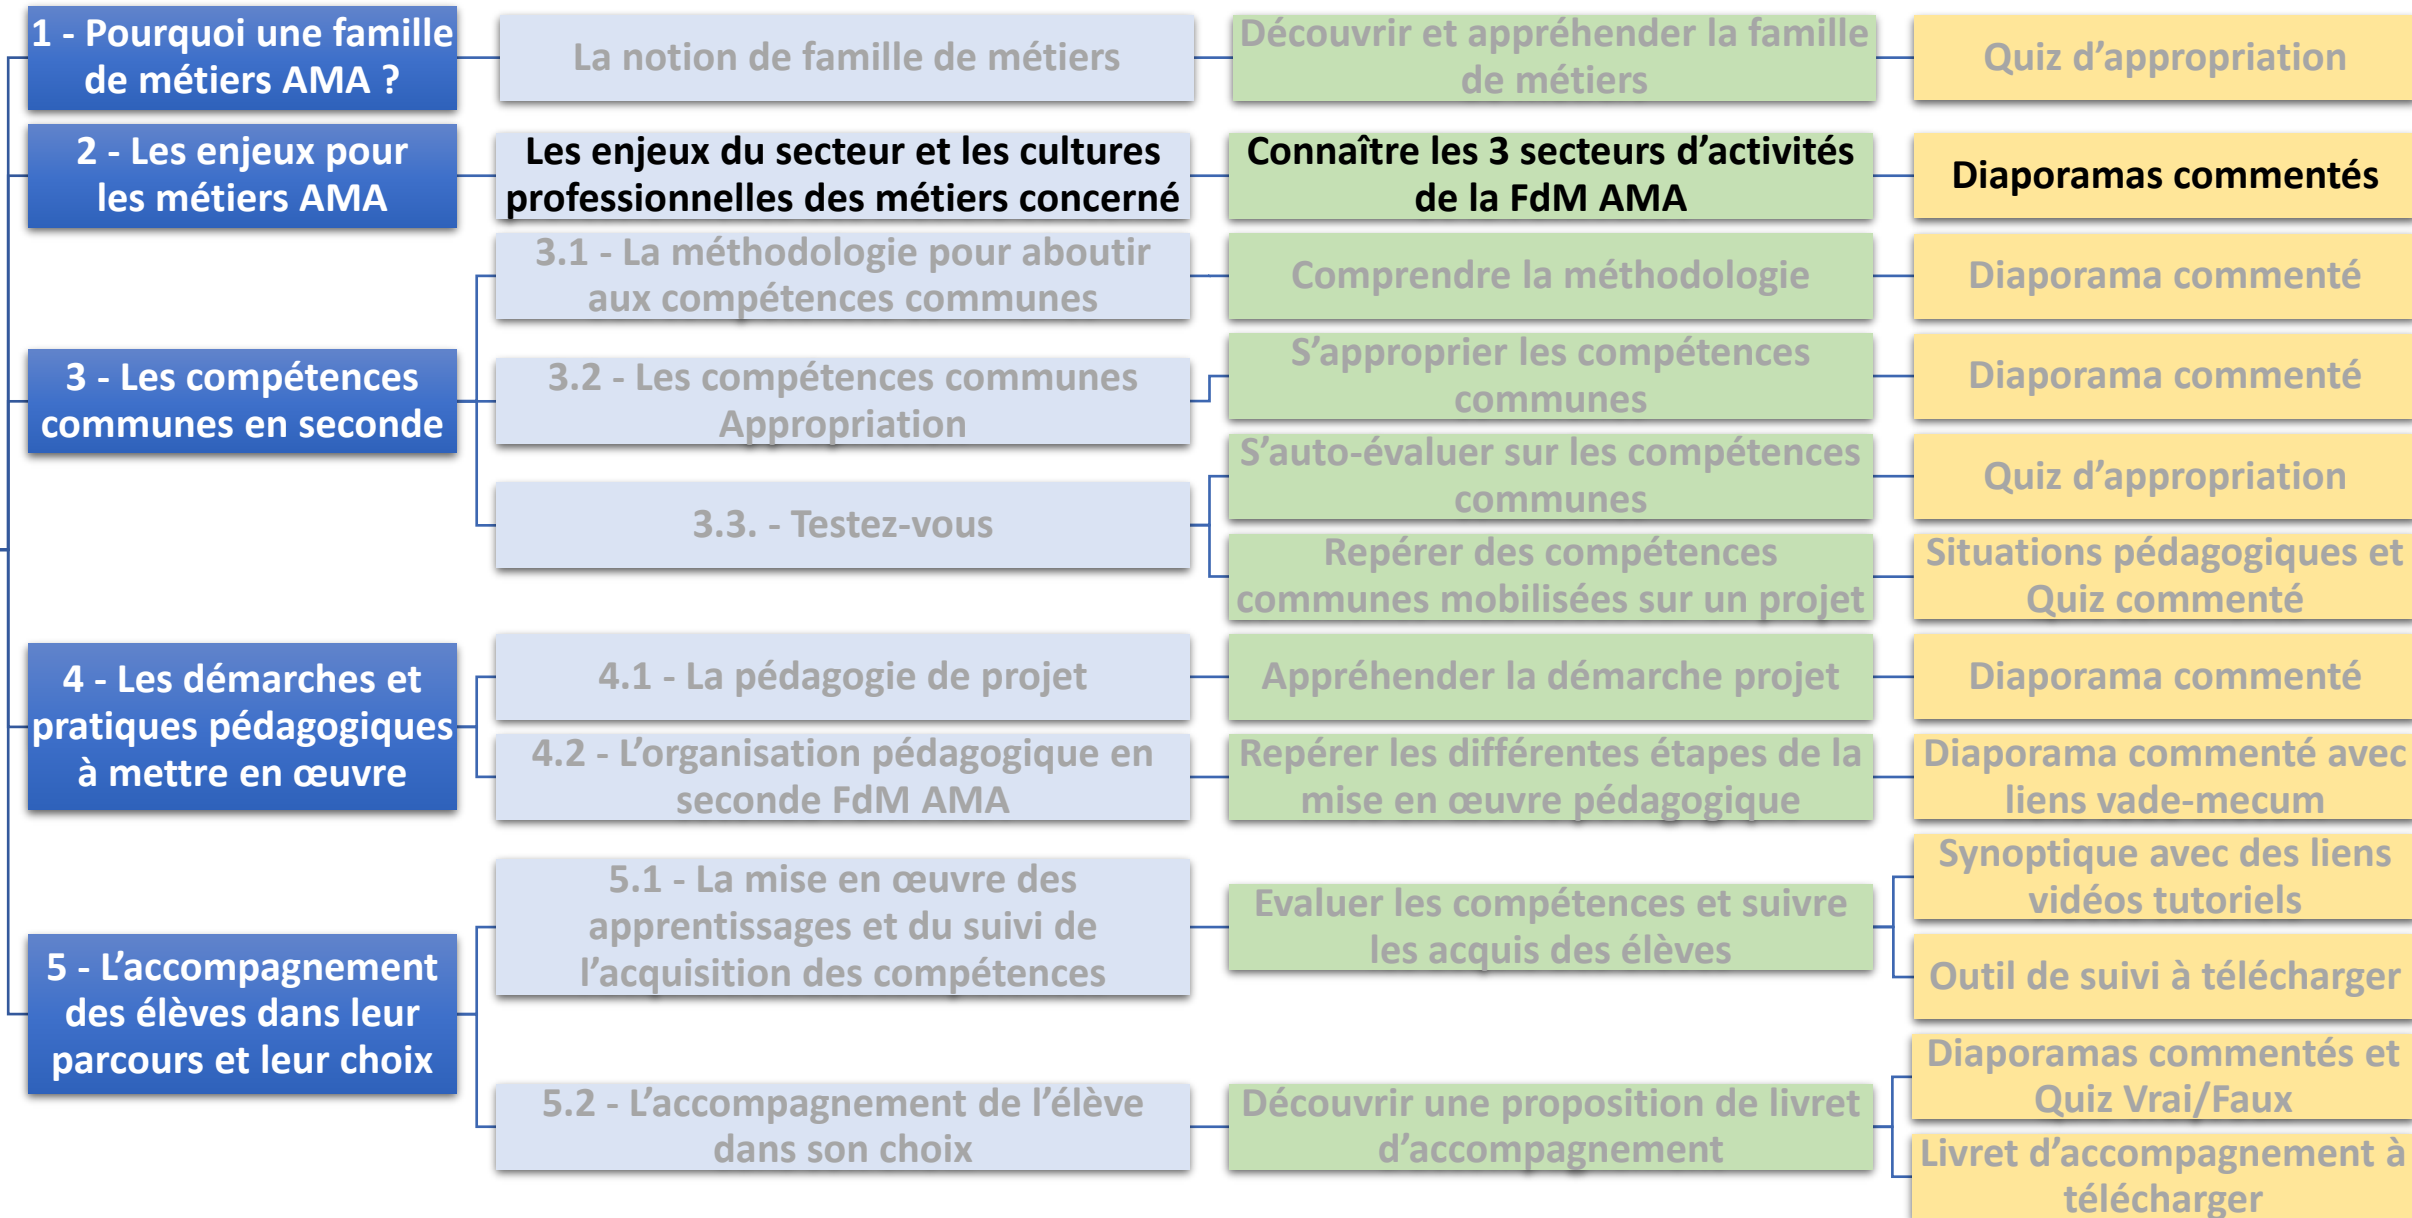 1 - Pourquoi une famille
de métiers AMA ?
La notion de famille de métiers
Découvrir et appréhender la famille
de métiers
Quiz d'appropriation
2 - Les enjeux pour
les métiers AMA
Les enjeux du secteur et les cultures
professionnelles des métiers concerné
Connaître les 3 secteurs d'activités
de la FdM AMA
Diaporamas commentés
3 - Les compétences
communes en seconde
3.1 - La méthodologie pour aboutir
aux compétences communes
Comprendre la méthodologie
Diaporama commenté
3.2 - Les compétences communes
Appropriation
S'approprier les compétences
communes
Diaporama commenté
3.3. - Testez-vous
S'auto-évaluer sur les compétences
communes
Quiz d'appropriation
Repérer des compétences
communes mobilisées sur un projet
Situations pédagogiques et
Quiz commenté
4 - Les démarches et
pratiques pédagogiques
à mettre en œuvre
4.1 - La pédagogie de projet
Appréhender la démarche projet
Diaporama commenté
4.2 - L'organisation pédagogique en
seconde FdM AMA
Repérer les différentes étapes de la
mise en œuvre pédagogique
Diaporama commenté avec
liens vade-mecum
5 - L'accompagnement
des élèves dans leur
parcours et leur choix
5.1 - La mise en œuvre des
apprentissages et du suivi de
l'acquisition des compétences
Evaluer les compétences et suivre
les acquis des élèves
Synoptique avec des liens
vidéos tutoriels
Outil de suivi à télécharger
5.2 - L'accompagnement de l'élève
dans son choix
Découvrir une proposition de livret
d'accompagnement
Diaporamas commentés et
Quiz Vrai/Faux
Livret d'accompagnement à
télécharger